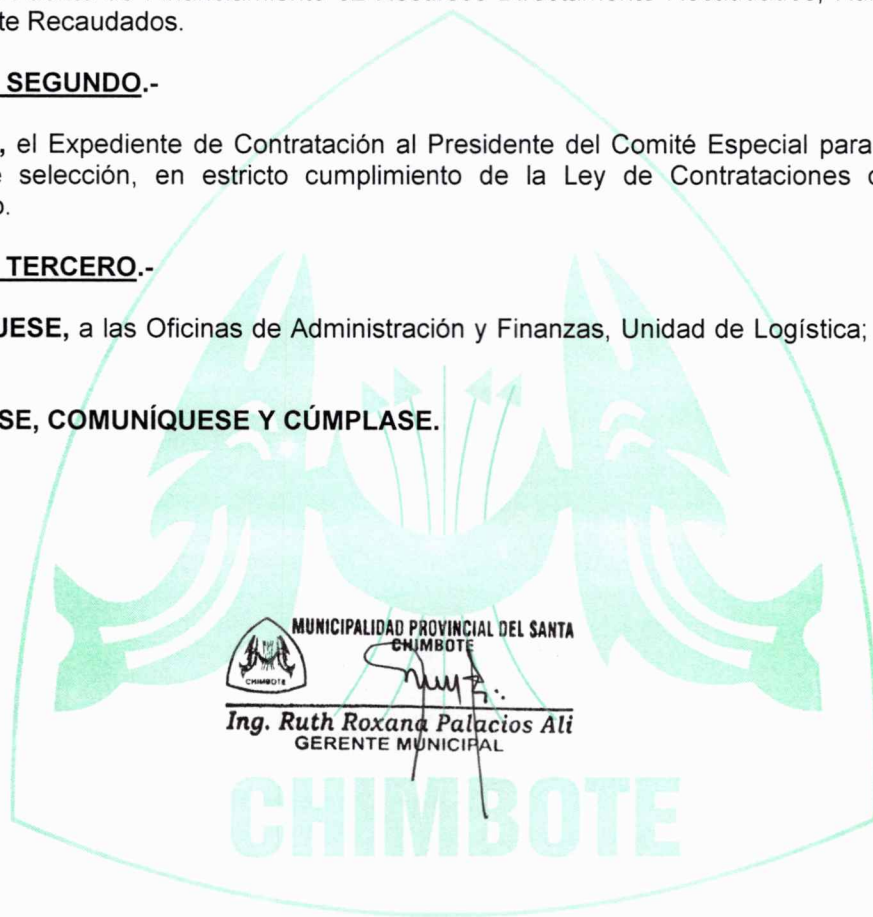 te Recaudados.
SEGUNDO.-
, el Expediente de Contratación al Presidente del Comité Especial para
selección, en estricto cumplimiento de la Ley de Contrataciones
TERCERO.-
UESE, a las Oficinas de Administración y Finanzas, Unidad de Logística;
SE, COMUNÍQUESE Y CÚMPLASE.
MUNICIPALIDAD PROVINCIAL DEL SANTA
CHIMBOTE
CHIMBOTE
Ing. Ruth Roxana Palacios Ali
GERENTE MUNICIPAL
CHIMBOTE